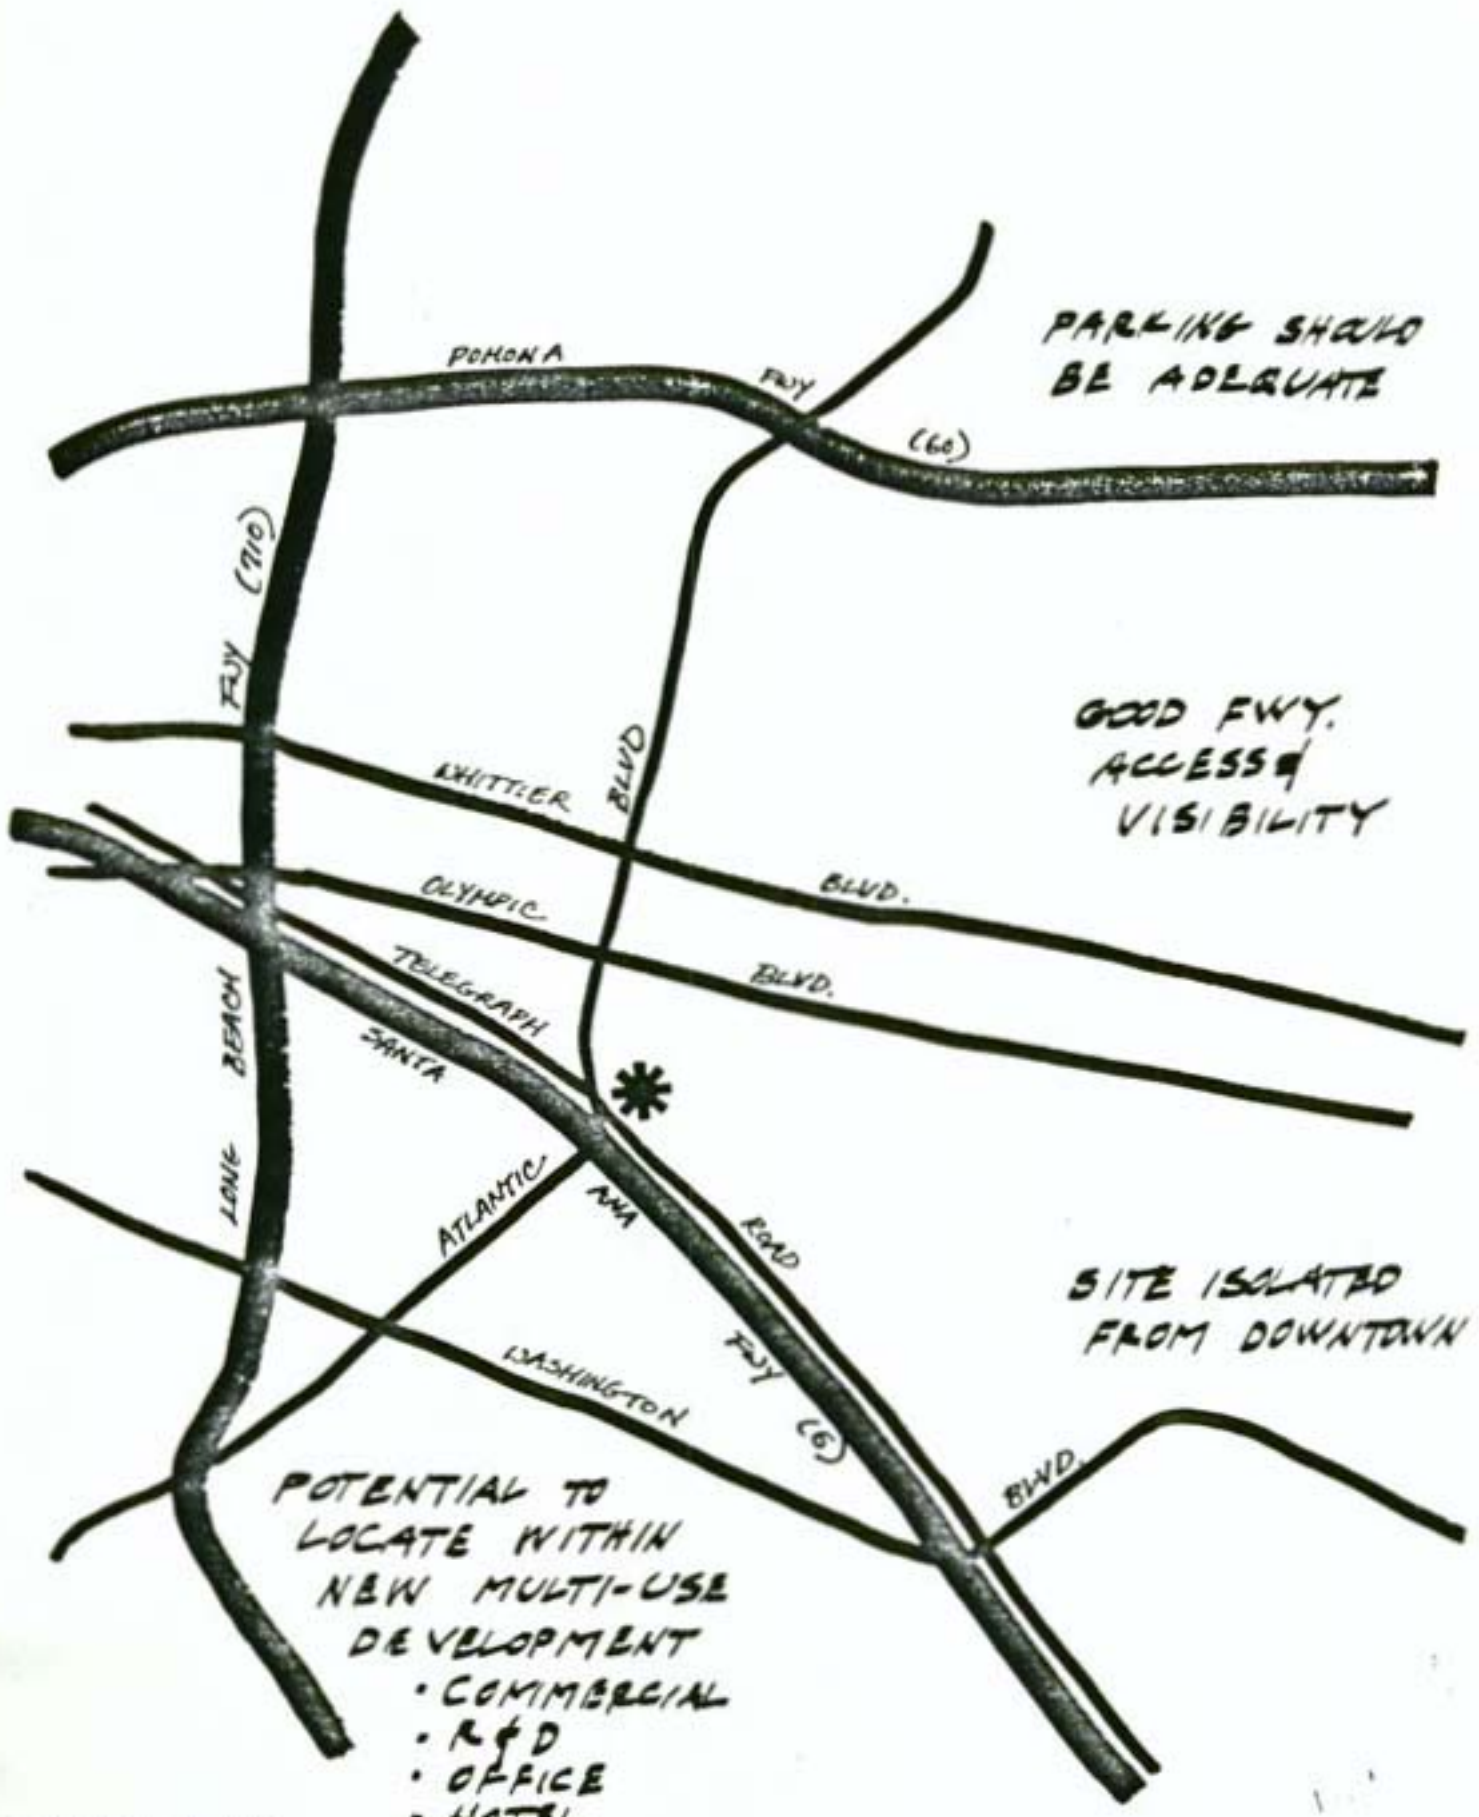 POMONA
FWY
(60)
PARKING SHOULD
BE ADEQUATE
FWY (710)
BLVD
WHITTIER
BLVD.
GOOD FWY.
ACCESS &
VISIBILITY
OLYMPIC
BLVD.
TELEGRAPH
SANTA
LONG BEACH
ATLANTIC
ANA
ROAD
SITE ISOLATED
FROM DOWNTOWN
FWY
WASHINGTON
(6)
BLVD.
POTENTIAL TO
LOCATE WITHIN
NEW MULTI-USE
DEVELOPMENT
· COMMERCIAL
· R & D
· OFFICE
· HOTEL